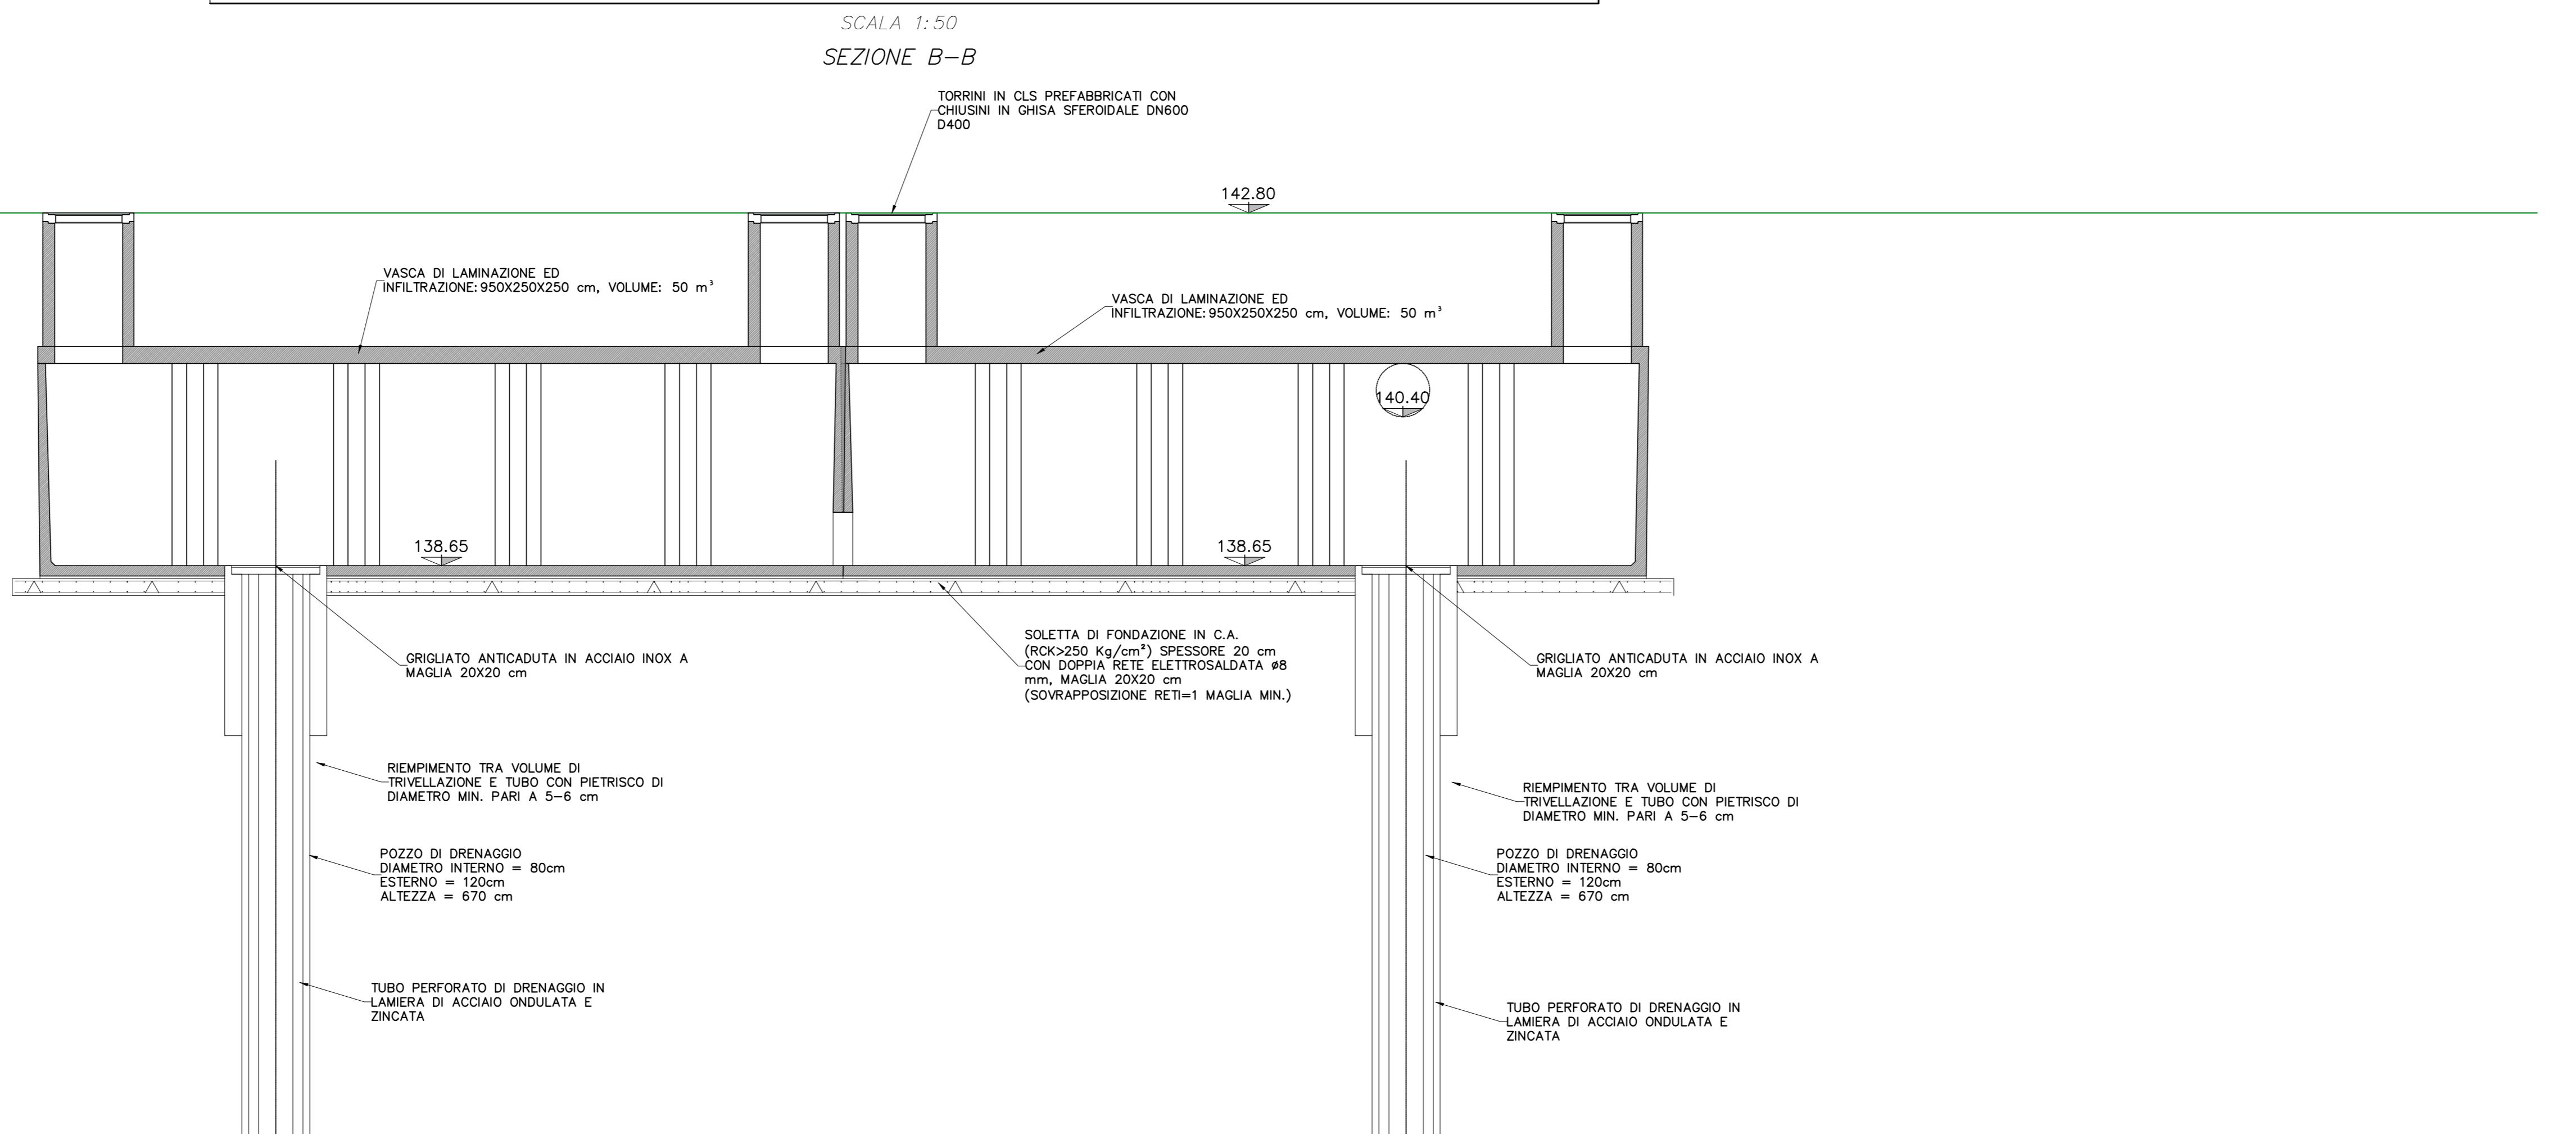 SCALA 1:50
SEZIONE B-B
TORRINI IN CLS PREFABBRICATI CON
CHIUSINI IN GHISA SFEROIDALE DN600
D400
142.80
VASCA DI LAMINAZIONE ED
INFILTRAZIONE: 950X250X250 cm, VOLUME: 50 m³
VASCA DI LAMINAZIONE ED
INFILTRAZIONE: 950X250X250 cm, VOLUME: 50 m³
140.40
138.65
138.65
GRIGLIATO ANTICADUTA IN ACCIAIO INOX A
MAGLIA 20X20 cm
SOLETTA DI FONDAZIONE IN C.A.
(RCK>250 Kg/cm²) SPESSORE 20 cm
CON DOPPIA RETE ELETTROSALDATA ø8
mm, MAGLIA 20X20 cm
(SOVRAPPOSIZIONE RETI=1 MAGLIA MIN.)
GRIGLIATO ANTICADUTA IN ACCIAIO INOX A
MAGLIA 20X20 cm
RIEMPIMENTO TRA VOLUME DI
TRIVELLAZIONE E TUBO CON PIETRISCO DI
DIAMETRO MIN. PARI A 5-6 cm
RIEMPIMENTO TRA VOLUME DI
TRIVELLAZIONE E TUBO CON PIETRISCO DI
DIAMETRO MIN. PARI A 5-6 cm
POZZO DI DRENAGGIO
DIAMETRO INTERNO = 80cm
ESTERNO = 120cm
ALTEZZA = 670 cm
POZZO DI DRENAGGIO
DIAMETRO INTERNO = 80cm
ESTERNO = 120cm
ALTEZZA = 670 cm
TUBO PERFORATO DI DRENAGGIO IN
LAMIERA DI ACCIAIO ONDULATA E
ZINCATA
TUBO PERFORATO DI DRENAGGIO IN
LAMIERA DI ACCIAIO ONDULATA E
ZINCATA